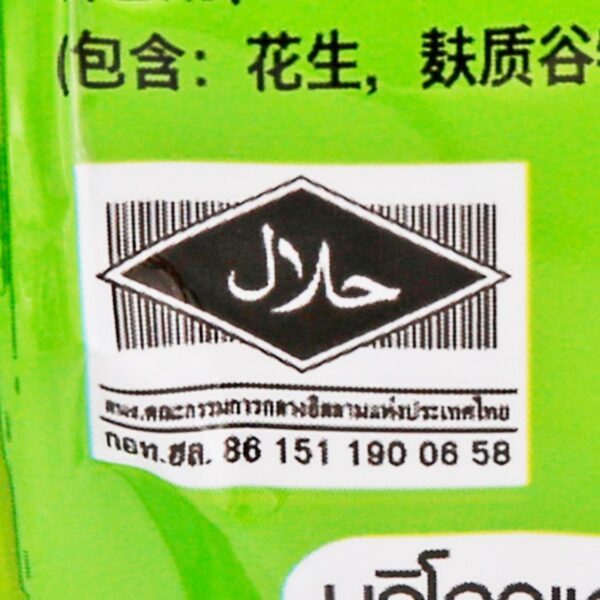 (包含：花生，麸质谷
حلال
สนง.คณะกรรมการกลางอิสลามแห่งประเทศไทย
กอท.ฮล. 86 151 190 06 58